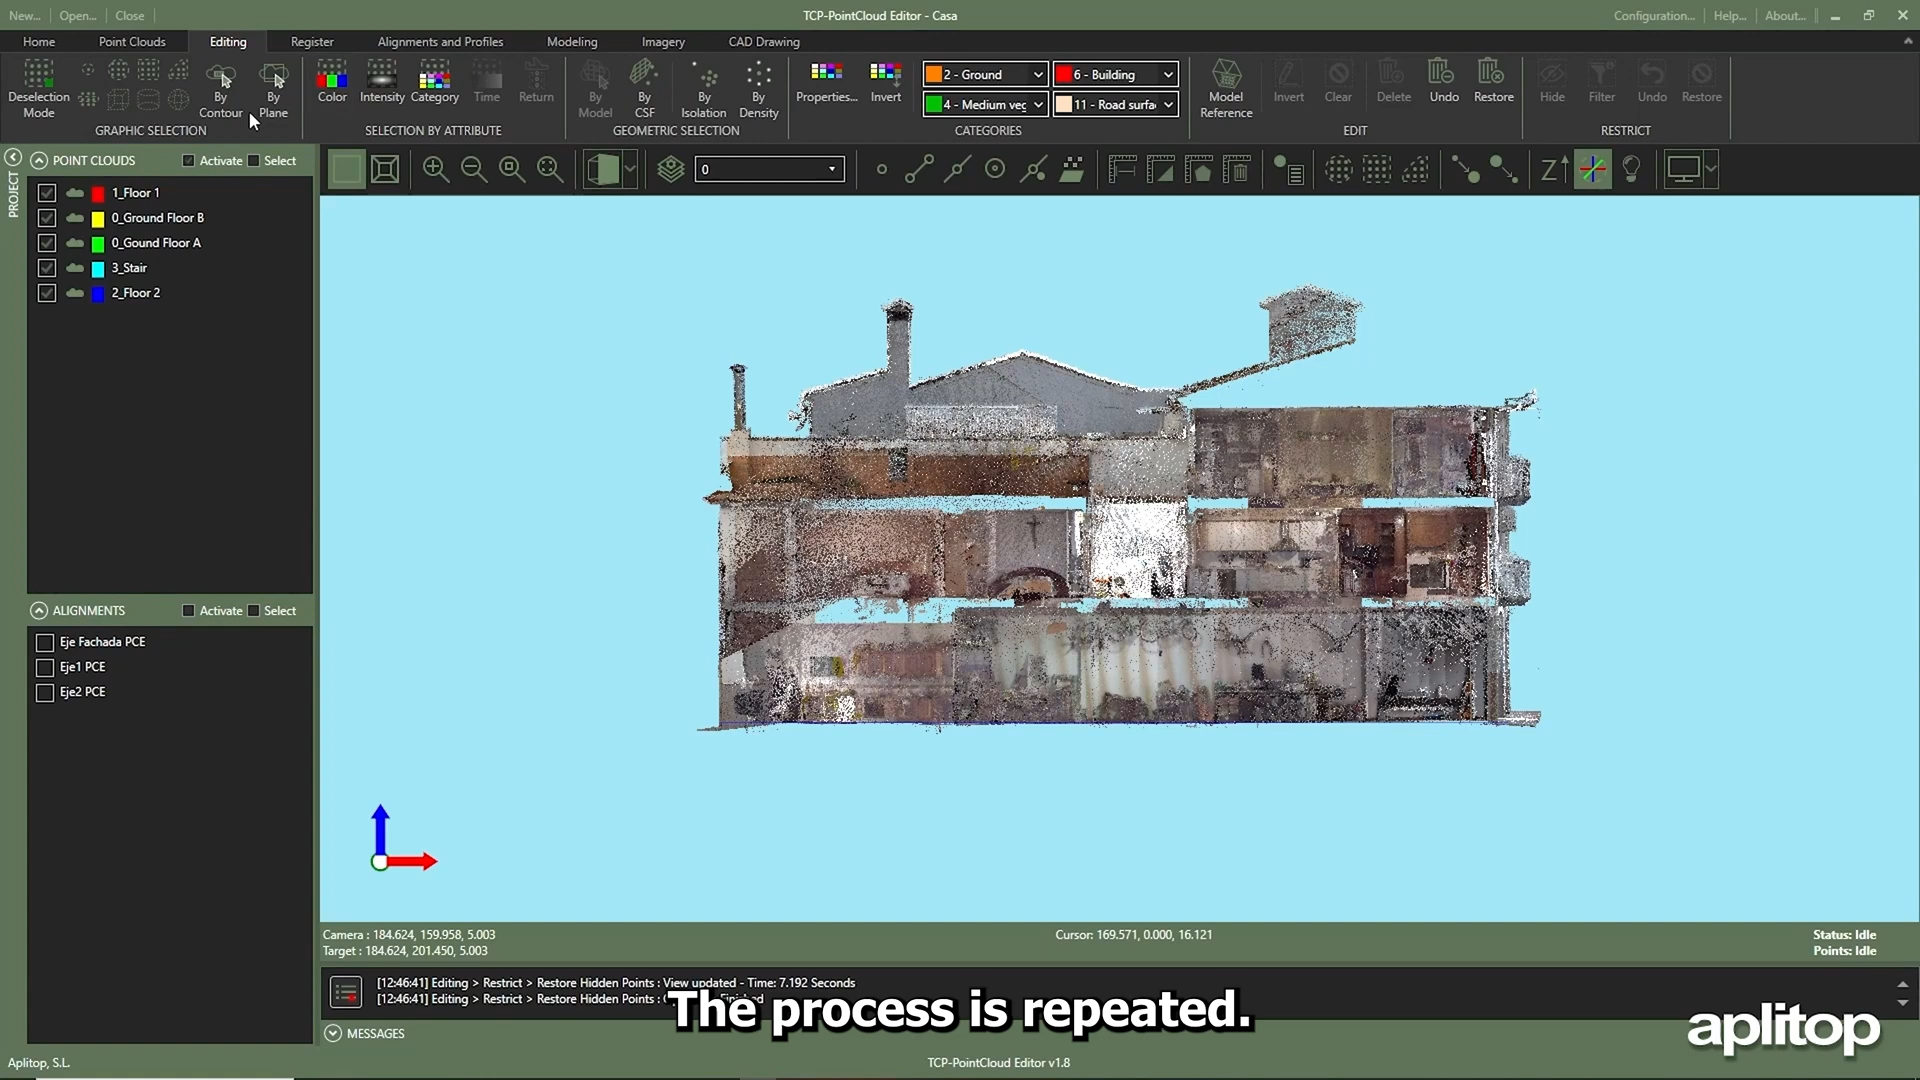 New...
Open...
Close
TCP-PointCloud Editor - Casa
Configuration...
Help...
About...
Home
Point Clouds
Editing
Register
Alignments and Profiles
Modeling
Imagery
CAD Drawing
Deselection Mode
By Contour
By Plane
Color
Intensity
Category
Time
Return
By Model
By CSF
By Isolation
By Density
Properties...
Invert
2 - Ground
6 - Building
4 - Medium veg
11 - Road surfa
Model Reference
Invert
Clear
Delete
Undo
Restore
Hide
Filter
Undo
Restore
GRAPHIC SELECTION
SELECTION BY ATTRIBUTE
GEOMETRIC SELECTION
CATEGORIES
EDIT
RESTRICT
PROJECT
POINT CLOUDS
Activate
Select
0
Z
1_Floor 1
0_Ground Floor B
0_Gound Floor A
3_Stair
2_Floor 2
ALIGNMENTS
Activate
Select
Eje Fachada PCE
Eje1 PCE
Eje2 PCE
Camera : 184.624, 159.958, 5.003
Target : 184.624, 201.450, 5.003
Cursor: 169.571, 0.000, 16.121
Status: Idle
Points: Idle
[12:46:41] Editing > Restrict > Restore Hidden Points : View updated - Time: 7.192 Seconds
[12:46:41] Editing > Restrict > Restore Hidden Points :
The process is repeated.
MESSAGES
aplitop
Aplitop, S.L.
TCP-PointCloud Editor v1.8